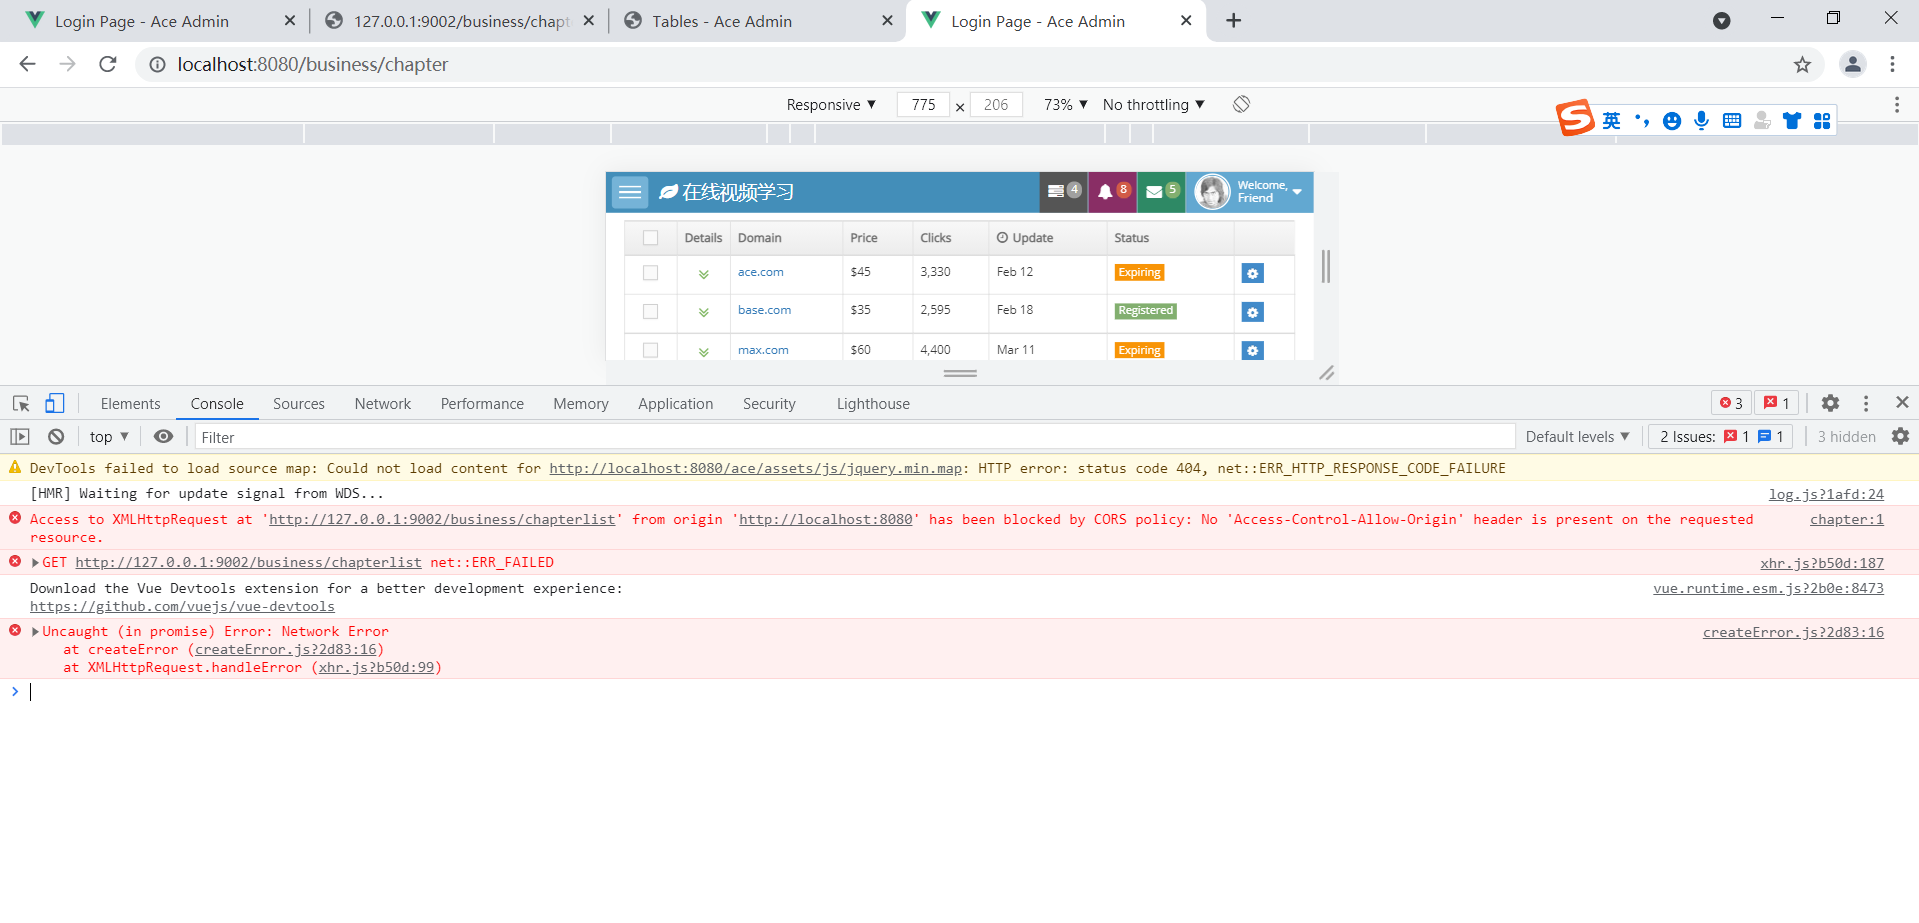 Login Page - Ace Admin
127.0.0.1:9002/business/chapt
Tables - Ace Admin
Login Page - Ace Admin
localhost:8080/business/chapter
Responsive ▼ 775 × 206 73% ▼ No throttling ▼
英
在线视频学习 4 8 5 Welcome,
Friend
Details Domain Price Clicks Update Status
ace.com $45 3,330 Feb 12 Expiring
base.com $35 2,595 Feb 18 Registered
max.com $60 4,400 Mar 11 Expiring
Elements Console Sources Network Performance Memory Application Security Lighthouse 3 1
top ▼ Filter Default levels ▼ 2 Issues: 1 1 3 hidden
DevTools failed to load source map: Could not load content for http://localhost:8080/ace/assets/js/jquery.min.map: HTTP error: status code 404, net::ERR_HTTP_RESPONSE_CODE_FAILURE
[HMR] Waiting for update signal from WDS... log.js?1afd:24
Access to XMLHttpRequest at 'http://127.0.0.1:9002/business/chapterlist' from origin 'http://localhost:8080' has been blocked by CORS policy: No 'Access-Control-Allow-Origin' header is present on the requested chapter:1
resource.
GET http://127.0.0.1:9002/business/chapterlist net::ERR_FAILED xhr.js?b50d:187
Download the Vue Devtools extension for a better development experience: vue.runtime.esm.js?2b0e:8473
https://github.com/vuejs/vue-devtools
Uncaught (in promise) Error: Network Error createError.js?2d83:16
at createError (createError.js?2d83:16)
at XMLHttpRequest.handleError (xhr.js?b50d:99)